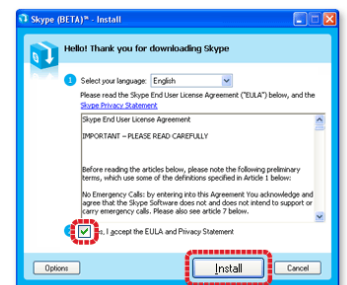 Skype (BETA)™ - Install
Hello! Thank you for downloading Skype
1 Select your language: English
Please read the Skype End User License Agreement ("EULA") below, and the
Skype Privacy Statement
Skype End User License Agreement
IMPORTANT – PLEASE READ CAREFULLY
Before reading the articles below, please note the following preliminary
terms, which use some of the definitions specified in Article 1 below:
No Emergency Calls: by entering into this Agreement You acknowledge and
agree that the Skype Software does not and does not intend to support or
carry emergency calls. Please also see article 7 below.
2 I accept the EULA and Privacy Statement
Options Install Cancel